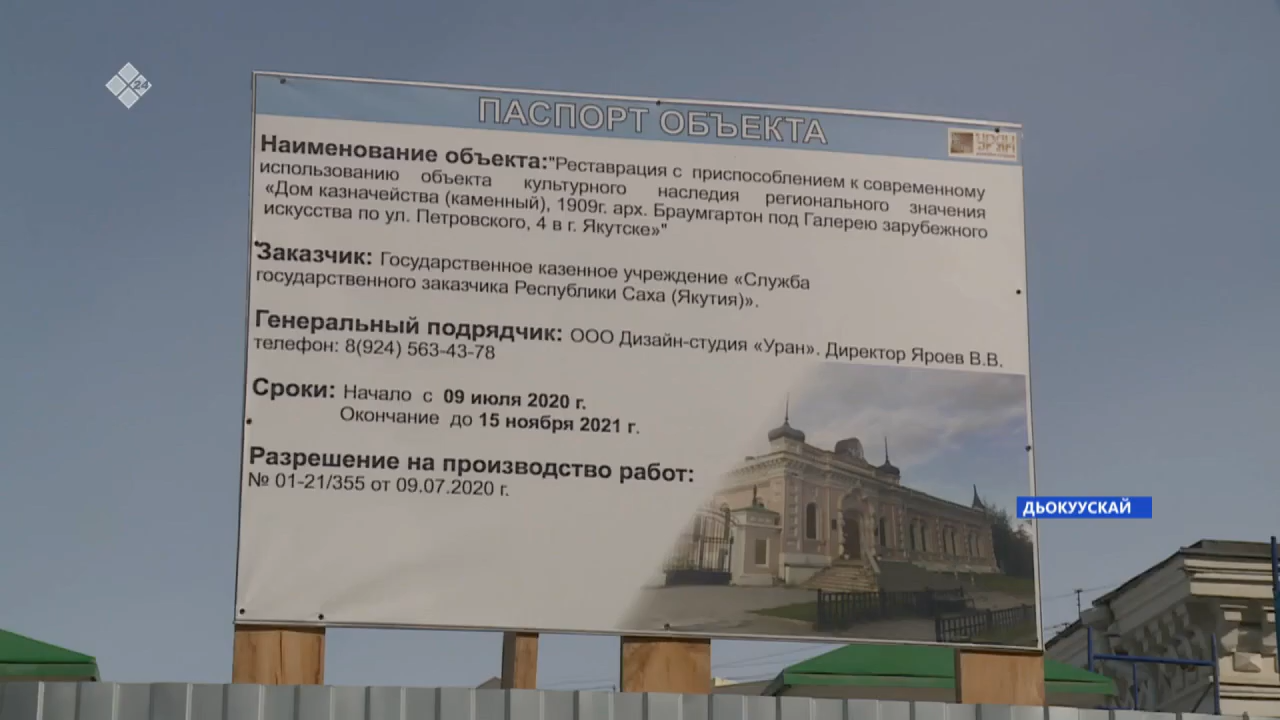 24
ПАСПОРТ ОБЪЕКТА
Наименование объекта:"Реставрация с приспособлением к современному
использованию объекта культурного наследия регионального значения
«Дом казначейства (каменный), 1909г. арх. Браумгартон под Галерею зарубежного
искусства по ул. Петровского, 4 в г. Якутске»"
Заказчик: Государственное казенное учреждение «Служба
государственного заказчика Республики Саха (Якутия)».
Генеральный подрядчик: ООО Дизайн-студия «Уран». Директор Яроев В.В.
телефон: 8(924) 563-43-78
Сроки: Начало с 09 июля 2020 г.
Окончание до 15 ноября 2021 г.
Разрешение на производство работ:
№ 01-21/355 от 09.07.2020 г.
ДЬОКУУСКАЙ